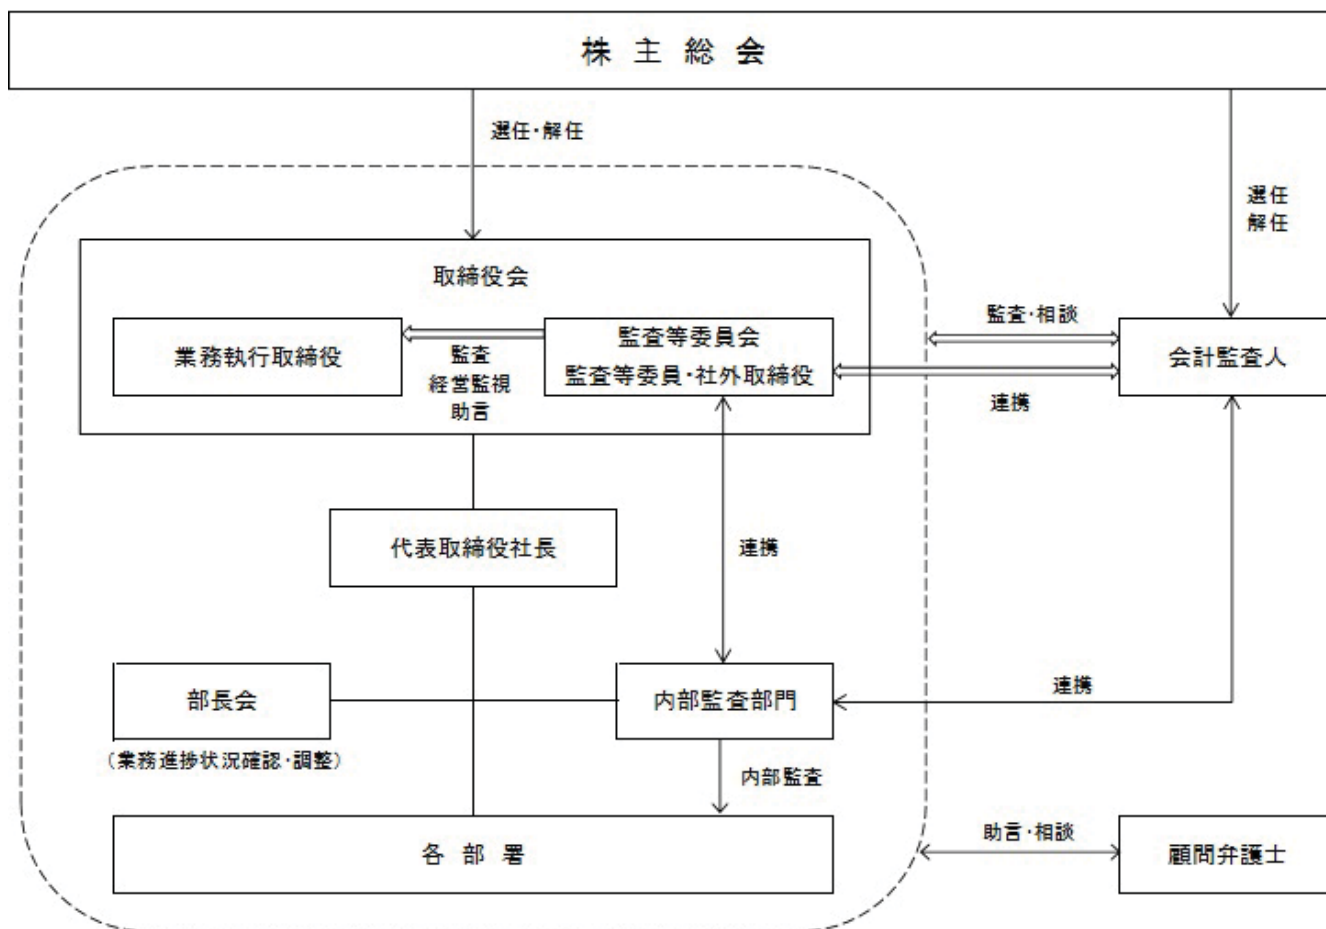 株主総会
選任・解任
選任
解任
取締役会
業務執行取締役
監査
経営監視
助言
監査等委員会
監査等委員・社外取締役
監査・相談
連携
会計監査人
代表取締役社長
連携
部長会
（業務進捗状況確認・調整）
内部監査部門
連携
内部監査
各部署
助言・相談
顧問弁護士